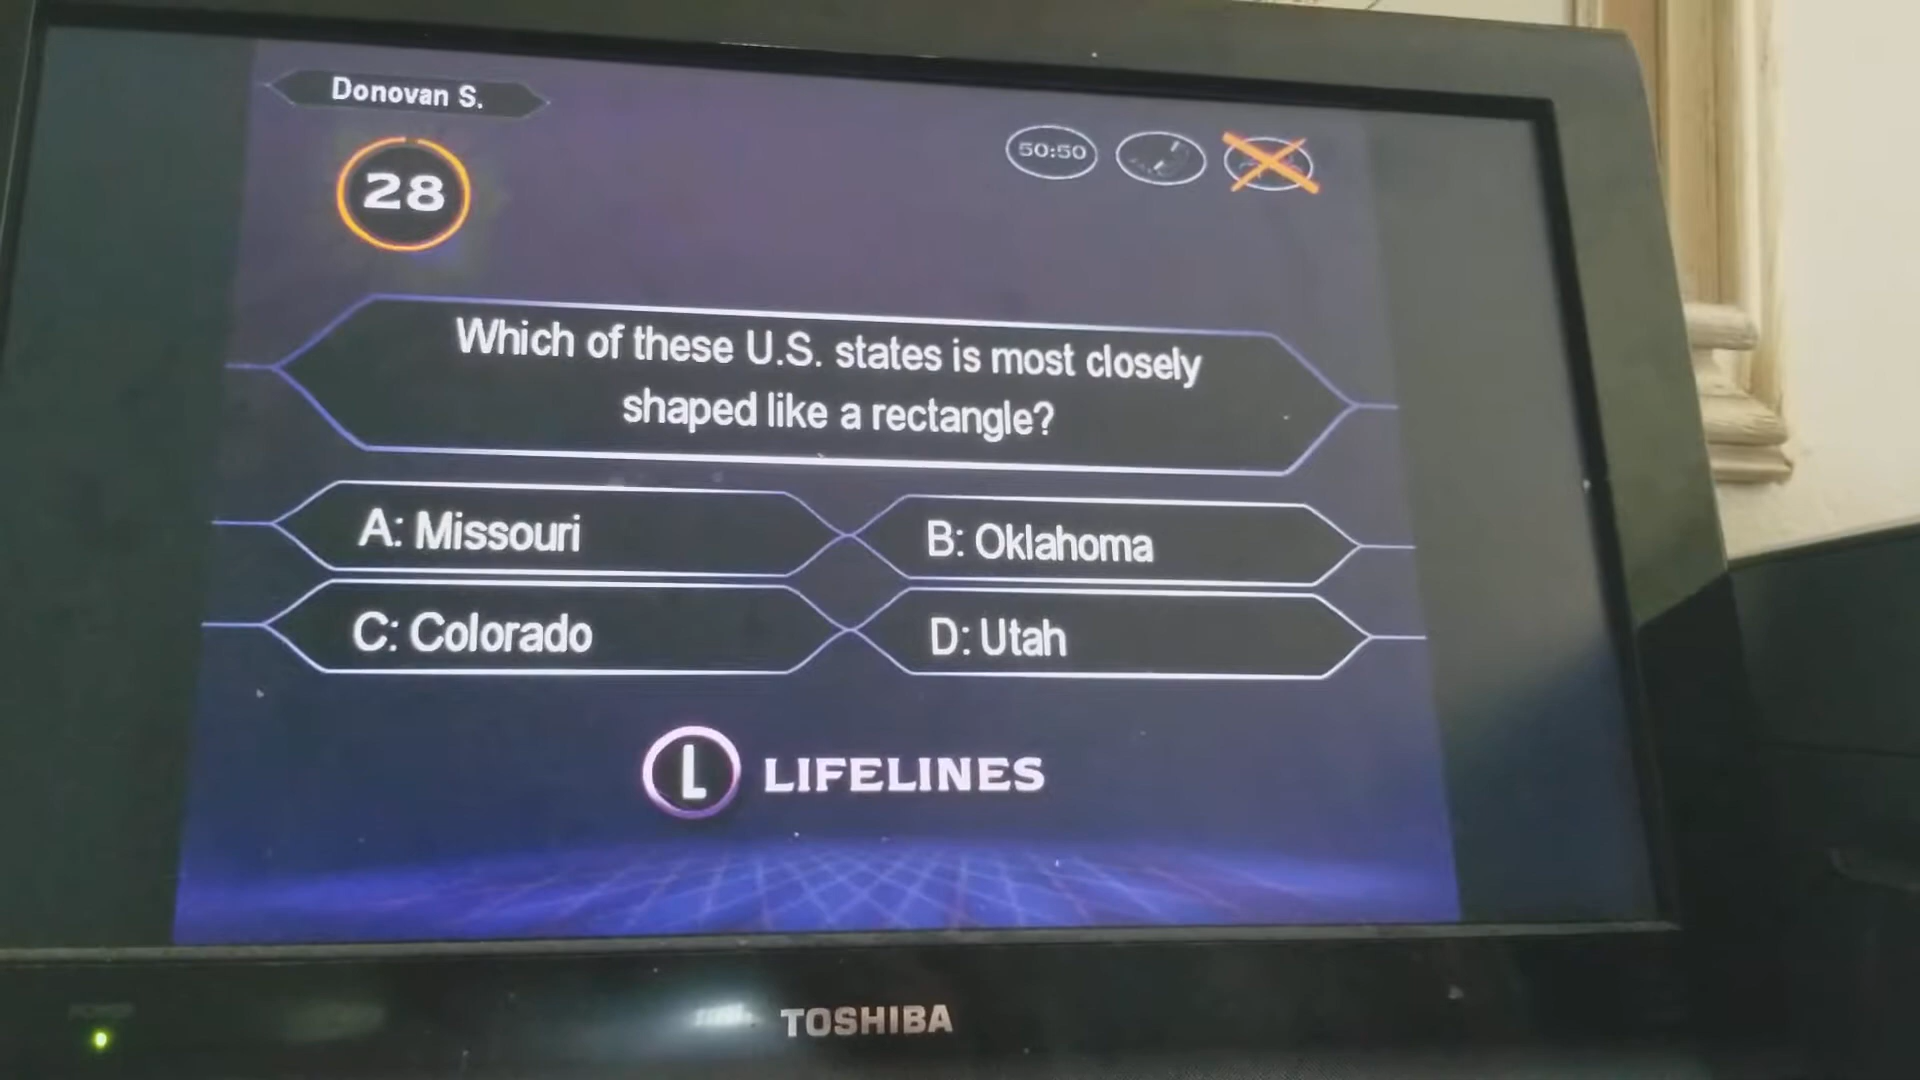 Donovan S.
28
50:50
Which of these U.S. states is most closely
shaped like a rectangle?
A: Missouri
B: Oklahoma
C: Colorado
D: Utah
L LIFELINES
TOSHIBA